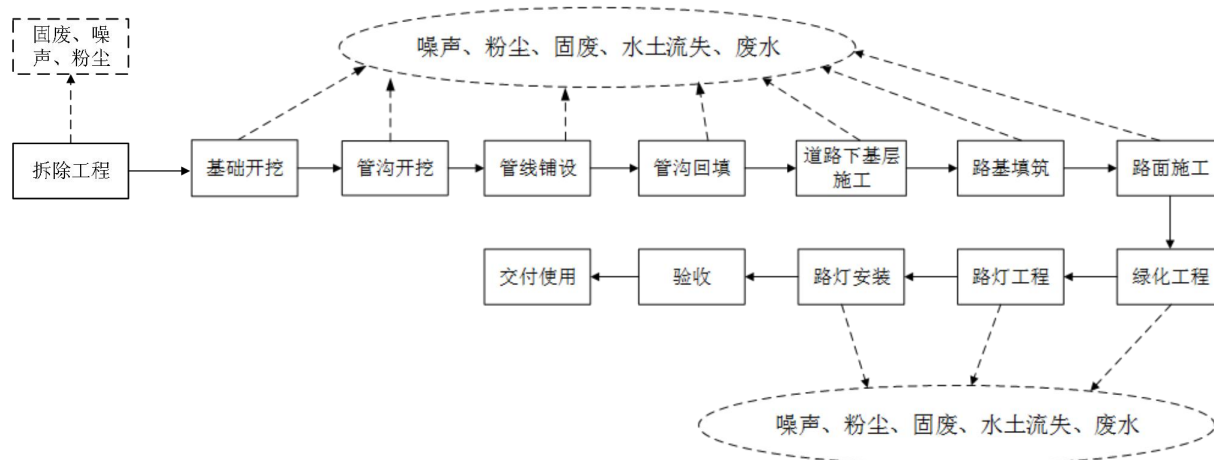 固废、噪
声、粉尘
噪声、粉尘、固废、水土流失、废水
拆除工程
基础开挖
管沟开挖
管线铺设
管沟回填
道路下基层
施工
路基填筑
路面施工
交付使用
验收
路灯安装
路灯工程
绿化工程
噪声、粉尘、固废、水土流失、废水